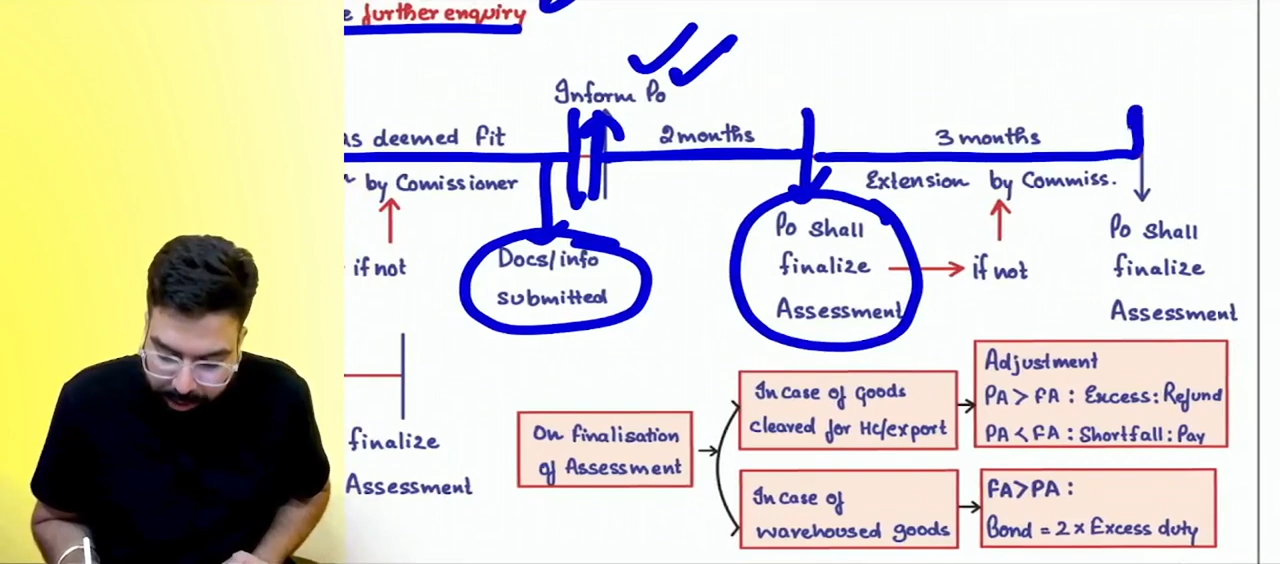 e further enquiry
Inform Po
as deemed fit
2 months
3 months
by Comissioner
Extension by Commiss.
if not
Docs/info
submitted
Po shall
finalize
Assessment
if not
Po shall
finalize
Assessment
finalize
Assessment
On finalisation
of Assessment
In case of Goods
cleared for Hc/export
Adjustment
PA > FA : Excess : Refund
PA < FA : Shortfall : Pay
In case of
warehoused goods
FA > PA :
Bond = 2 x Excess duty